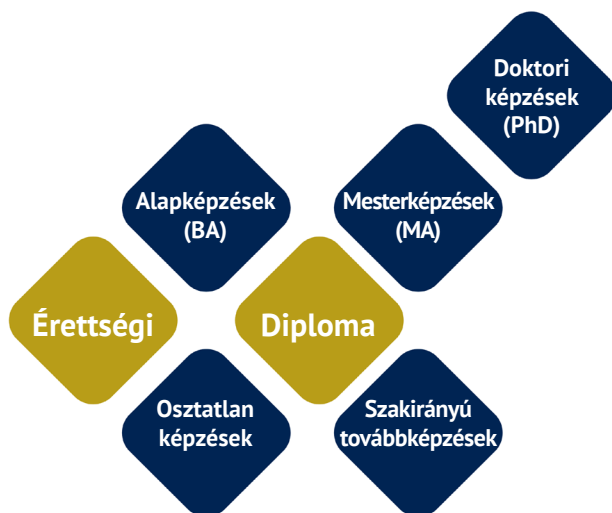 Doktori
képzések
(PhD)
Alapképzések
(BA)
Mesterképzések
(MA)
Érettségi
Diploma
Osztatlan
képzések
Szakirányú
továbbképzések